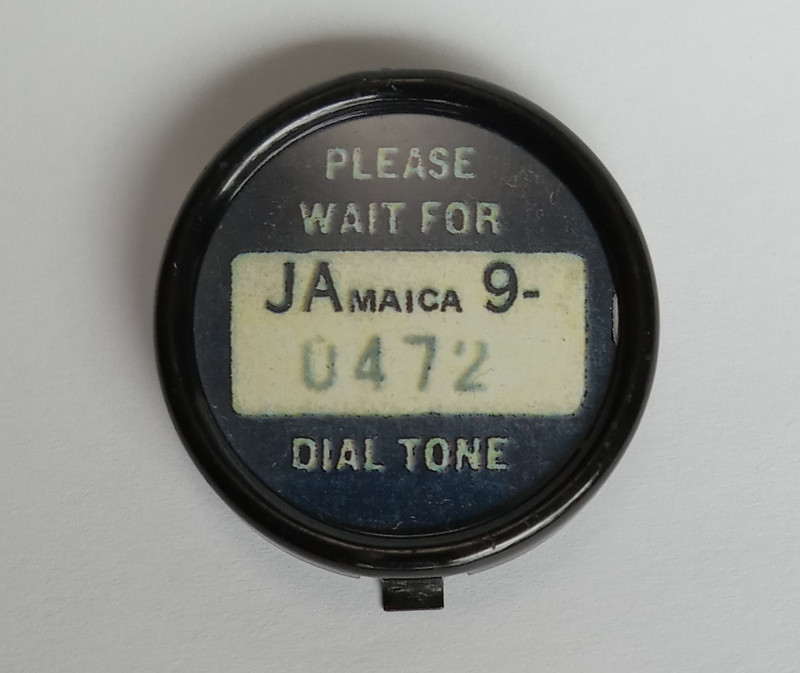 PLEASE
WAIT FOR
JAMAICA 9-
0472
DIAL TONE